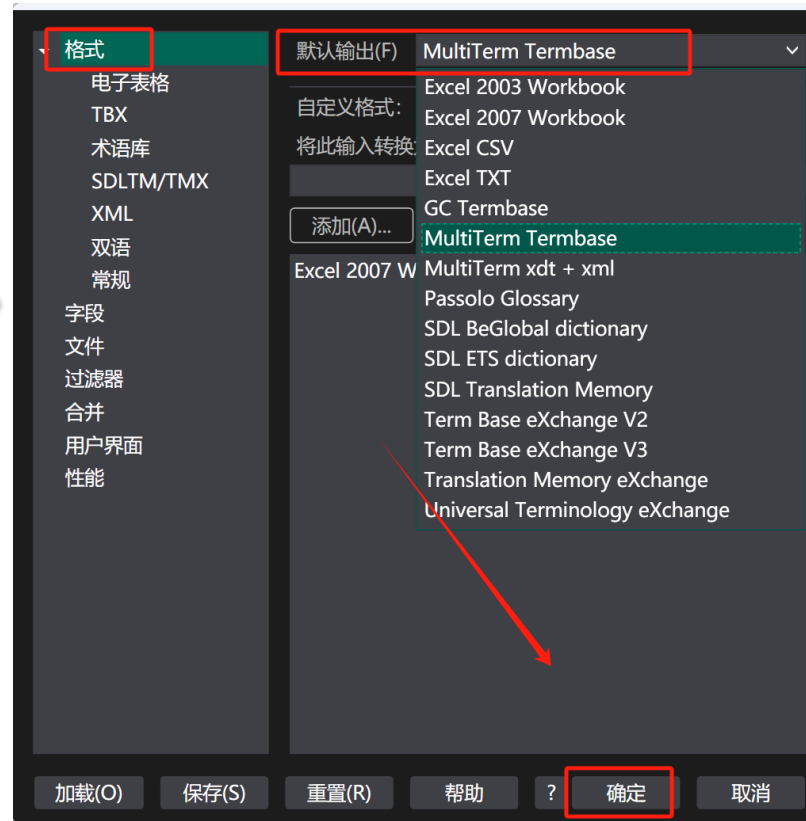 格式
电子表格
TBX
术语库
SDLTM/TMX
XML
双语
常规
字段
文件
过滤器
合并
用户界面
性能
默认输出(F) MultiTerm Termbase
自定义格式:
将此输入转换
添加(A)...
Excel 2007 W
Excel 2003 Workbook
Excel 2007 Workbook
Excel CSV
Excel TXT
GC Termbase
MultiTerm Termbase
MultiTerm xdt + xml
Passolo Glossary
SDL BeGlobal dictionary
SDL ETS dictionary
SDL Translation Memory
Term Base eXchange V2
Term Base eXchange V3
Translation Memory eXchange
Universal Terminology eXchange
加载(O) 保存(S) 重置(R) 帮助 ? 确定 取消